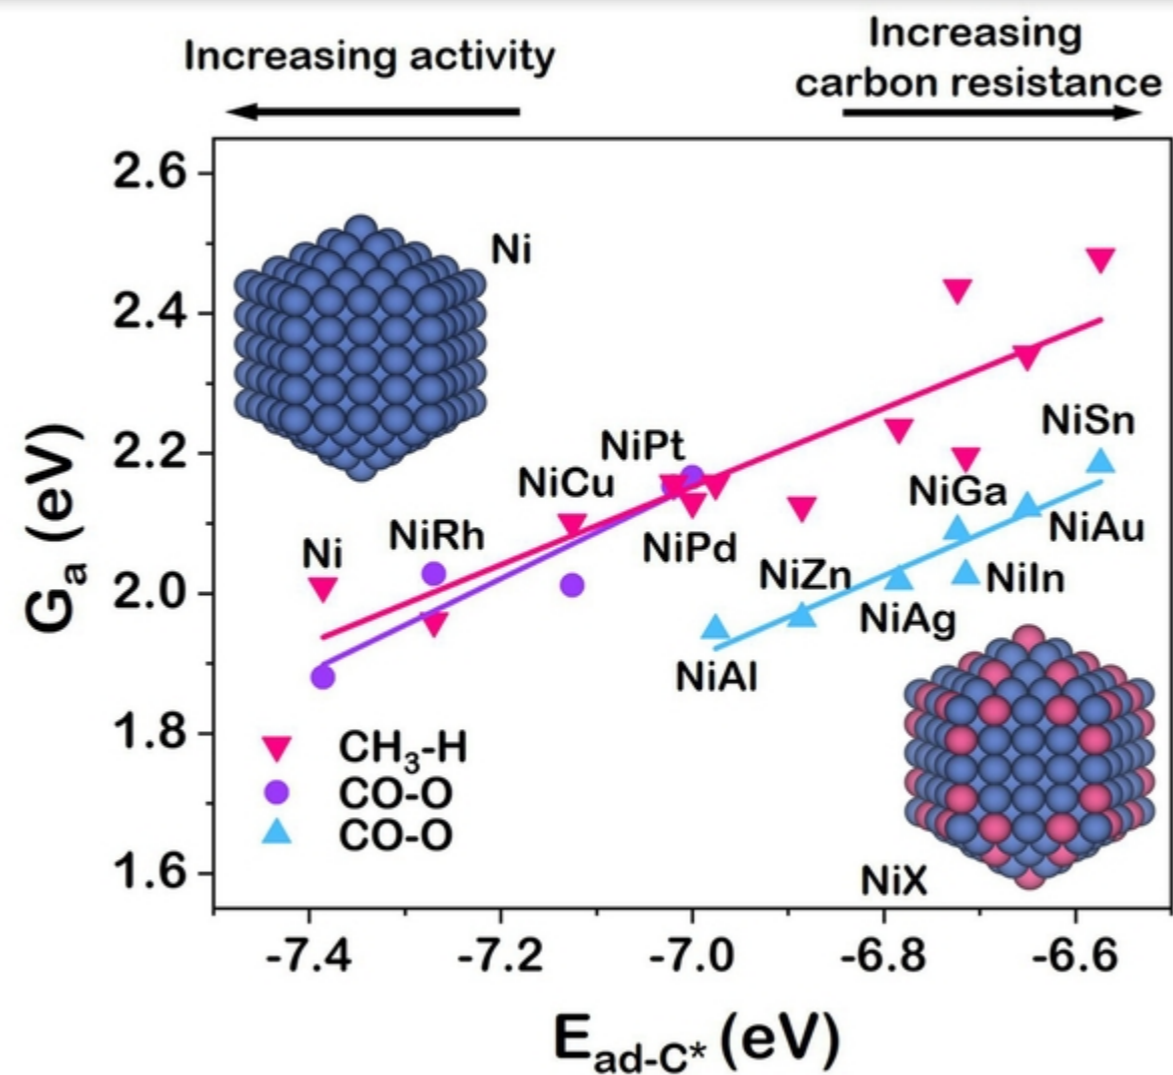 Increasing activity
Increasing
carbon resistance
2.6
2.4
2.2
2.0
1.8
1.6
Gₐ (eV)
Ni
NiPt
NiCu
NiRh
Ni
NiPd
NiSn
NiGa
NiAu
NiZn
NiIn
NiAg
NiAl
CH₃-H
CO-O
CO-O
NiX
-7.4
-7.2
-7.0
-6.8
-6.6
E_ad-C* (eV)